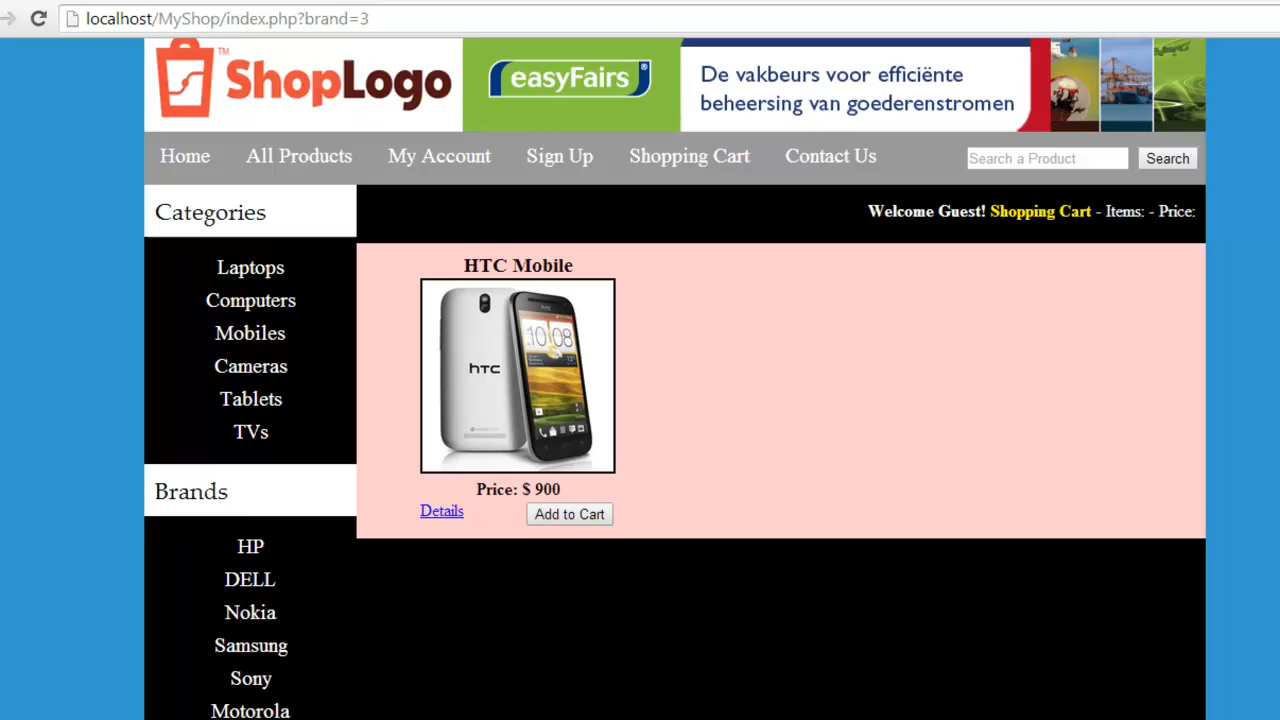 localhost/MyShop/index.php?brand=3
ShopLogo™
easyFairs®
De vakbeurs voor efficiënte
beheersing van goederenstromen
Home All Products My Account Sign Up Shopping Cart Contact Us Search a Product Search
Categories
Welcome Guest! Shopping Cart - Items: - Price:
Laptops
Computers
Mobiles
Cameras
Tablets
TVs
HTC Mobile
hTC
10:08
Price: $ 900
Details Add to Cart
Brands
HP
DELL
Nokia
Samsung
Sony
Motorola